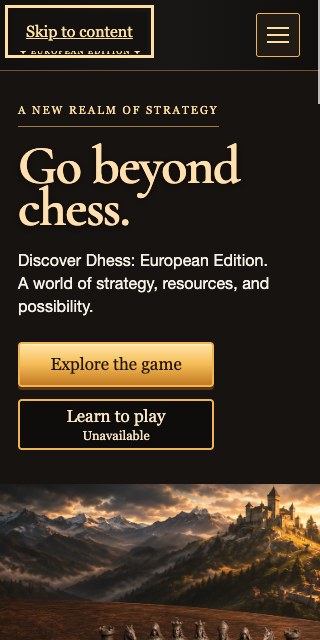 Skip to content
EUROPEAN EDITION
A NEW REALM OF STRATEGY
Go beyond
chess.
Discover Dhess: European Edition.
A world of strategy, resources, and
possibility.
Explore the game
Learn to play
Unavailable